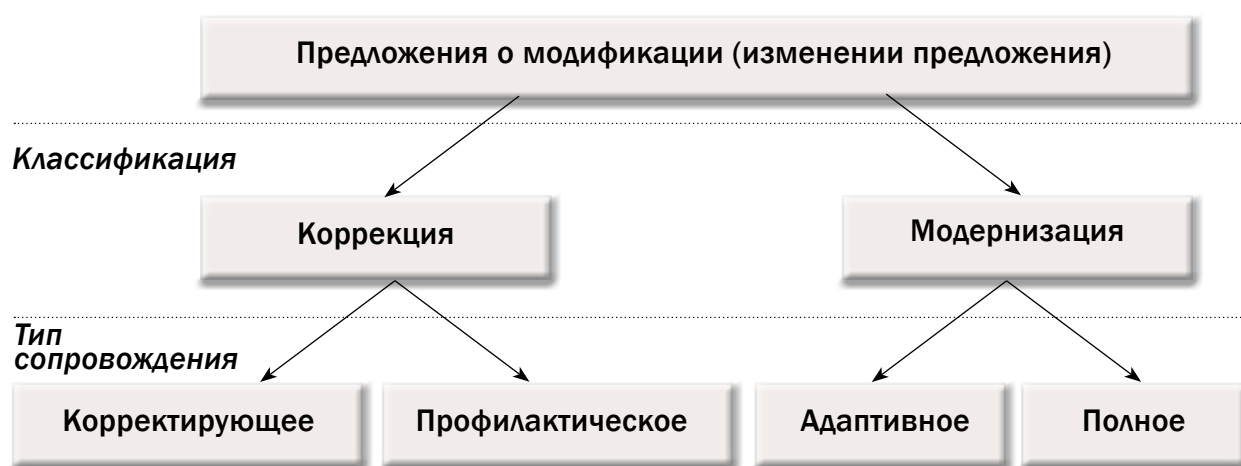 Предложения о модификации (изменении предложения)
Классификация
Коррекция
Модернизация
Тип
сопровождения
Корректирующее
Профилактическое
Адаптивное
Полное